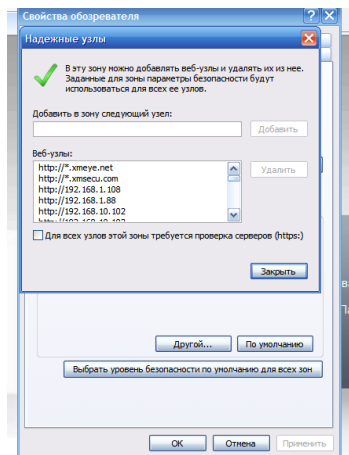 Свойства обозревателя
Надежные узлы
В эту зону можно добавлять веб-узлы и удалять их из нее.
Заданные для зоны параметры безопасности будут
использоваться для всех ее узлов.
Добавить в зону следующий узел:
Добавить
Веб-узлы:
http://*.xmeye.net
http://*.xmsecu.com
http://192.168.1.108
http://192.168.1.88
http://192.168.10.102
Удалить
Для всех узлов этой зоны требуется проверка серверов (https:)
Закрыть
Другой...
По умолчанию
Выбрать уровень безопасности по умолчанию для всех зон
OK
Отмена
Применить